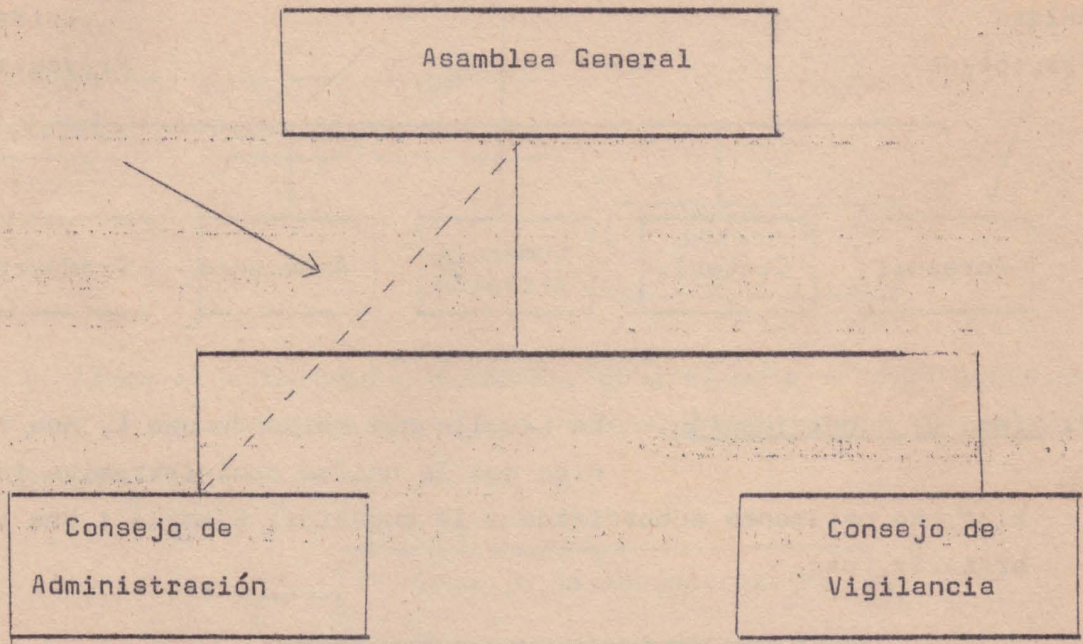 Asamblea General
Consejo de
Administración
Consejo de
Vigilancia